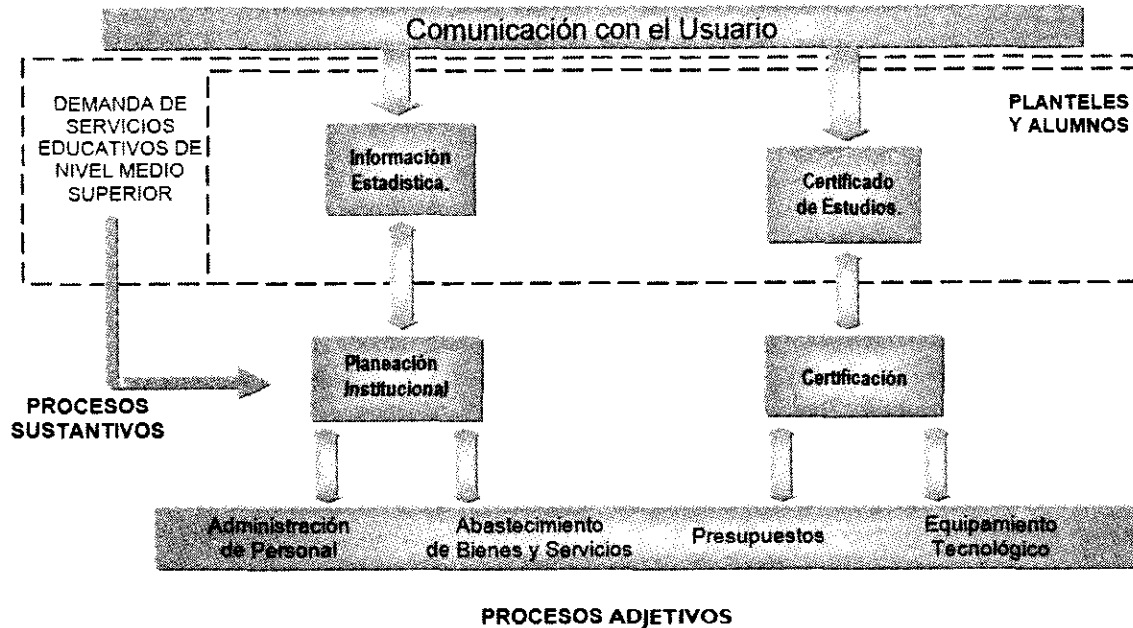 Comunicación con el Usuario
DEMANDA DE
SERVICIOS
EDUCATIVOS DE
NIVEL MEDIO
SUPERIOR
PLANTELES
Y ALUMNOS
Información
Estadística.
Certificado
de Estudios.
Planeación
Institucional
Certificación
PROCESOS
SUSTANTIVOS
Administración
de Personal
Abastecimiento
de Bienes y Servicios
Presupuestos
Equipamiento
Tecnológico
PROCESOS ADJETIVOS